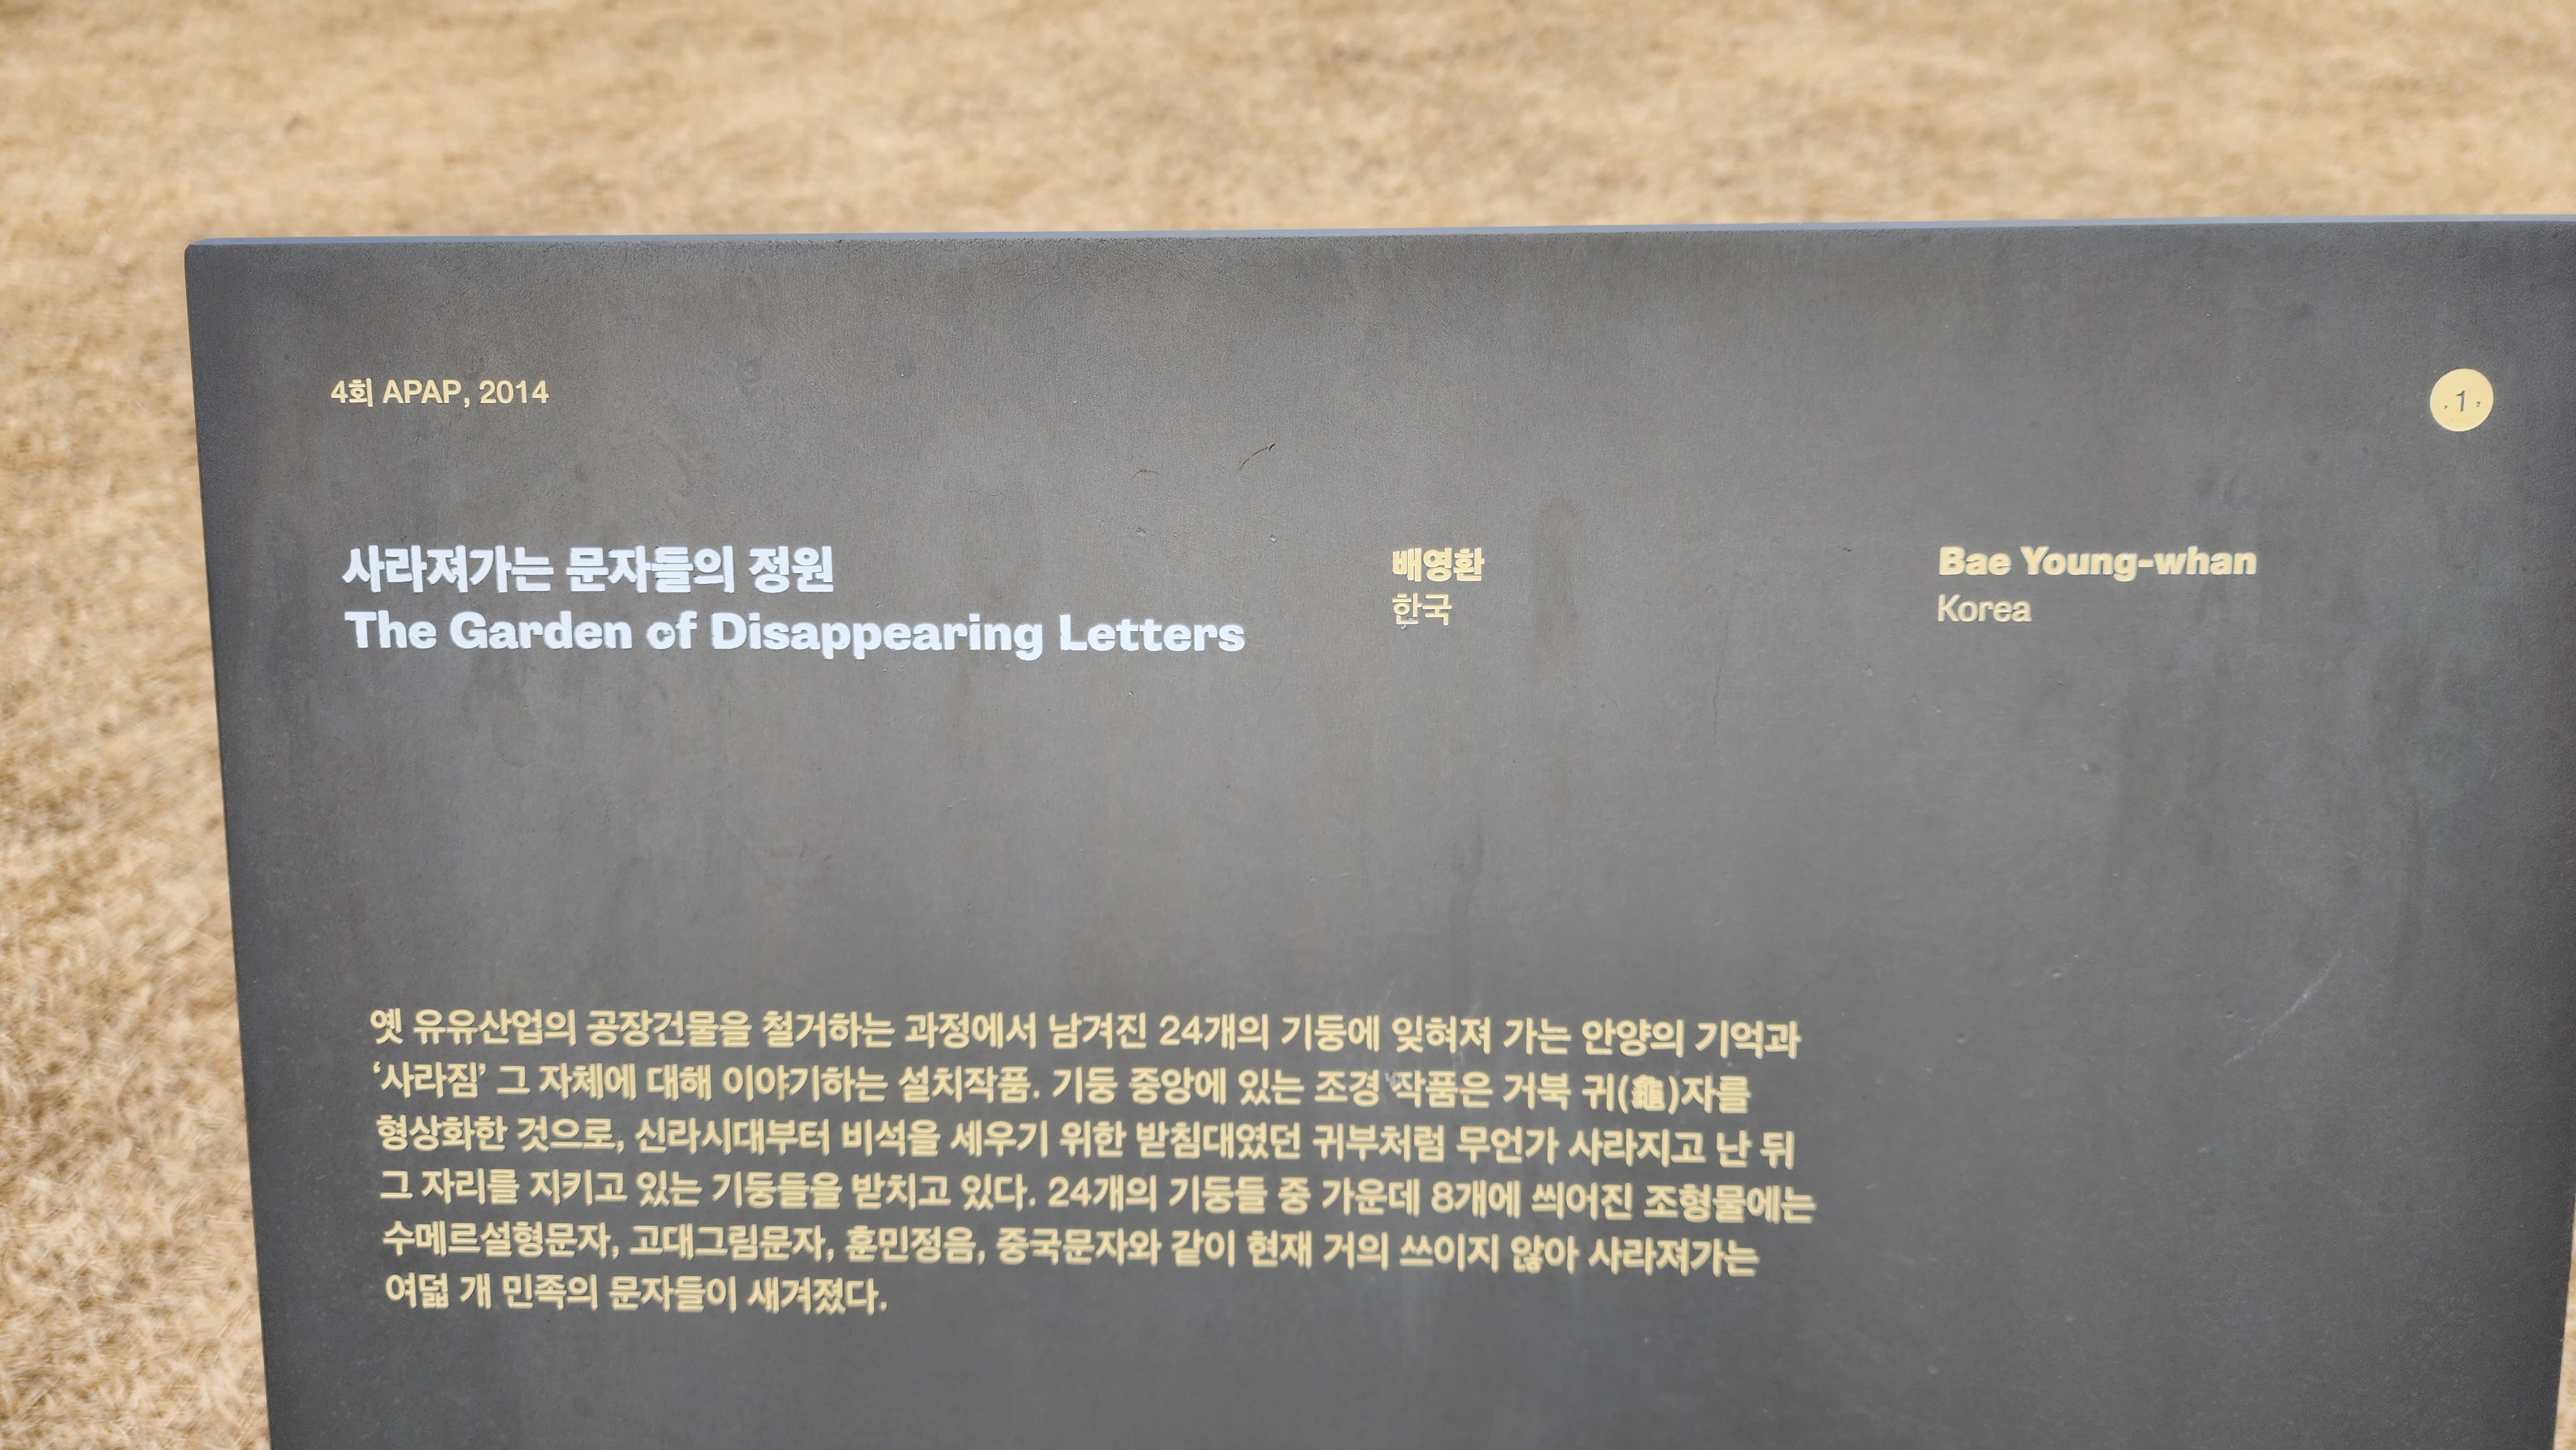 4회 APAP, 2014
1
사라져가는 문자들의 정원
The Garden of Disappearing Letters
배영환
한국
Bae Young-whan
Korea
옛 유유산업의 공장건물을 철거하는 과정에서 남겨진 24개의 기둥에 잊혀져 가는 안양의 기억과
‘사라짐’ 그 자체에 대해 이야기하는 설치작품. 기둥 중앙에 있는 조경 작품은 거북 귀(龜)자를
형상화한 것으로, 신라시대부터 비석을 세우기 위한 받침대였던 귀부처럼 무언가 사라지고 난 뒤
그 자리를 지키고 있는 기둥들을 받치고 있다. 24개의 기둥들 중 가운데 8개에 씌어진 조형물에는
수메르설형문자, 고대그림문자, 훈민정음, 중국문자와 같이 현재 거의 쓰이지 않아 사라져가는
여덟 개 민족의 문자들이 새겨졌다.